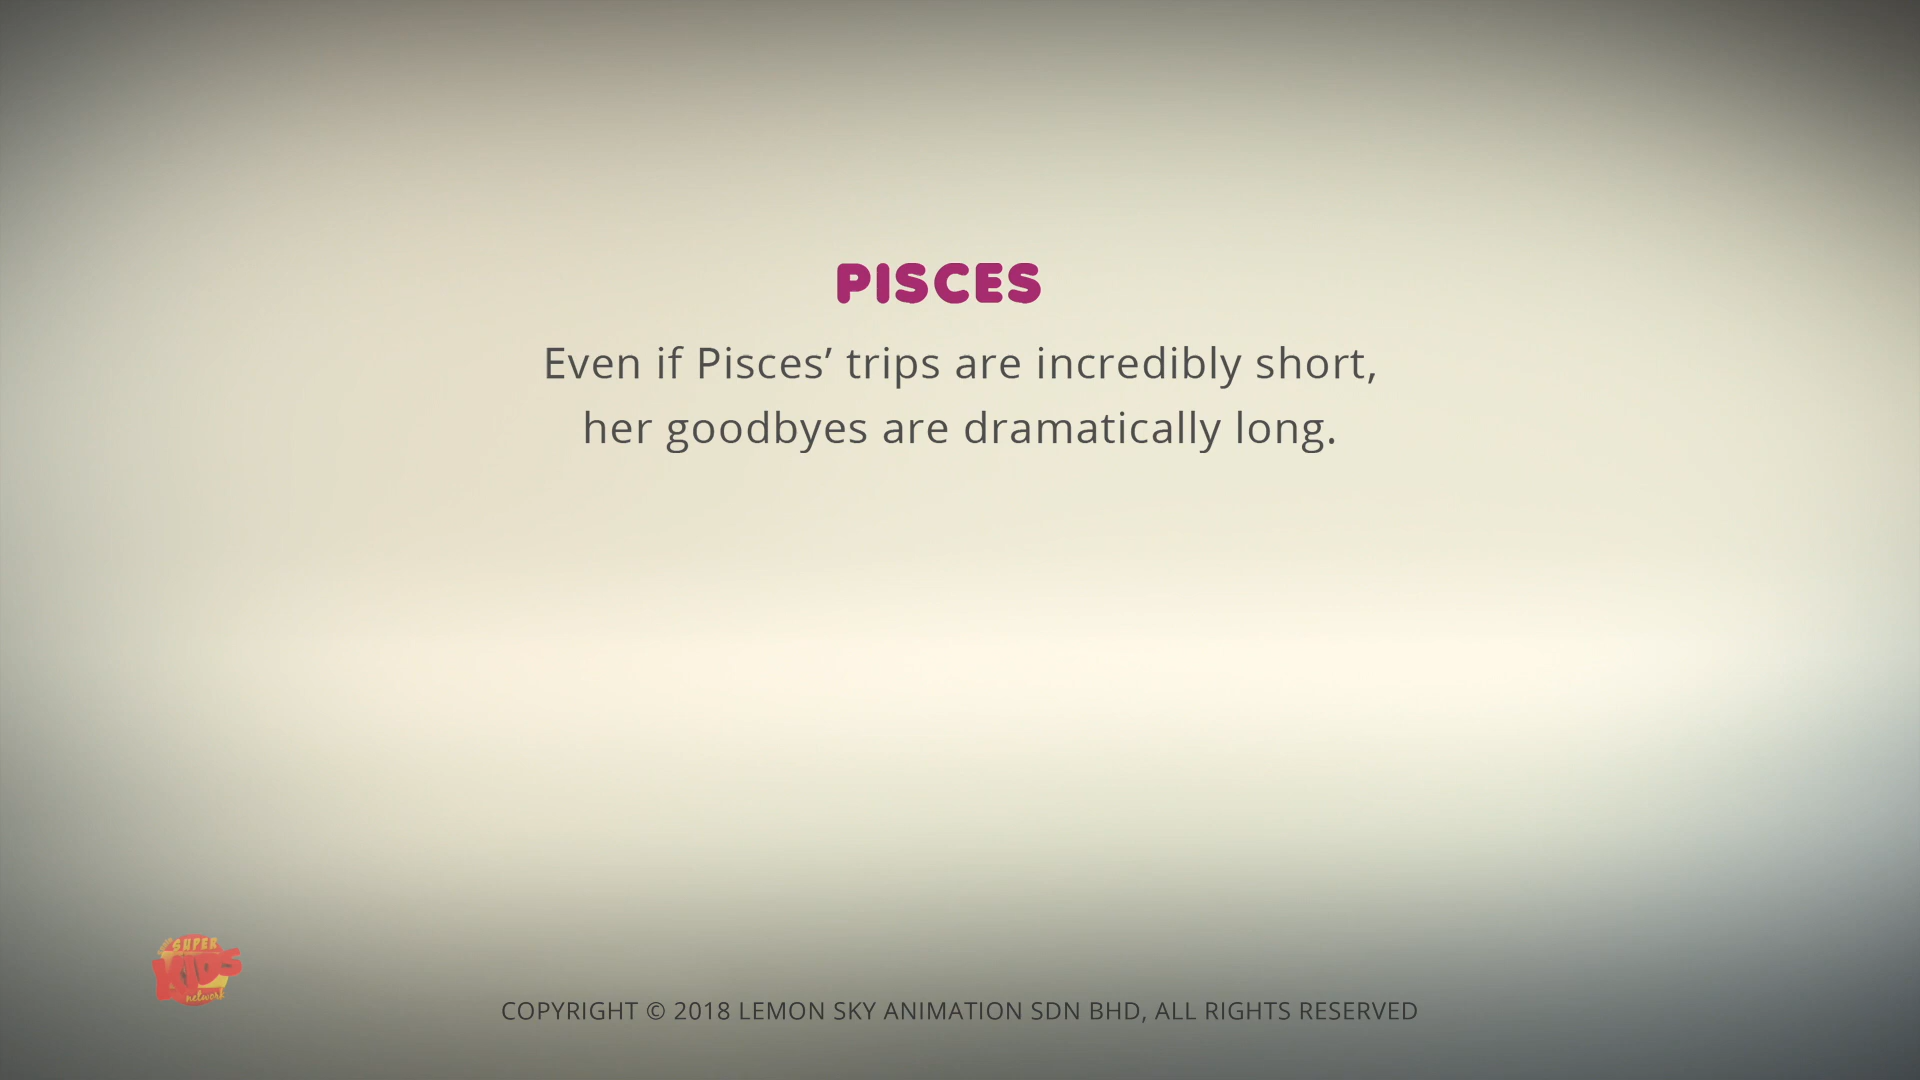 PISCES
Even if Pisces’ trips are incredibly short,
her goodbyes are dramatically long.
SUPER
KIDS
network
COPYRIGHT © 2018 LEMON SKY ANIMATION SDN BHD, ALL RIGHTS RESERVED